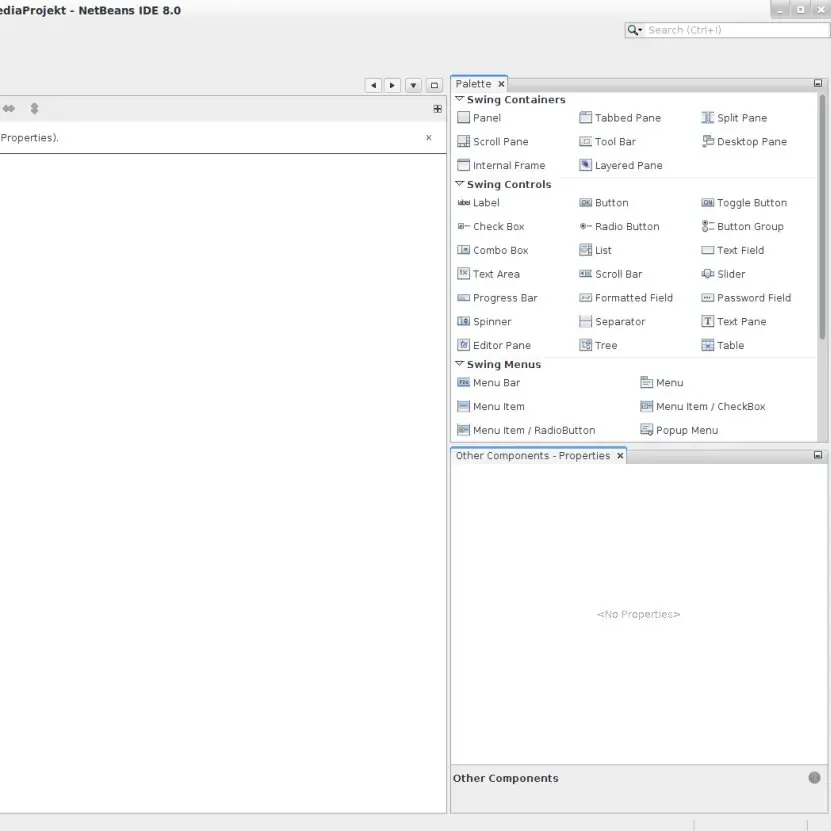 ediaProjekt - NetBeans IDE 8.0
Search (Ctrl+I)
Palette
Properties).
Swing Containers
Panel Tabbed Pane Split Pane
Scroll Pane Tool Bar Desktop Pane
Internal Frame Layered Pane
Swing Controls
Label Button Toggle Button
Check Box Radio Button Button Group
Combo Box List Text Field
Text Area Scroll Bar Slider
Progress Bar Formatted Field Password Field
Spinner Separator Text Pane
Editor Pane Tree Table
Swing Menus
Menu Bar Menu
Menu Item Menu Item / CheckBox
Menu Item / RadioButton Popup Menu
Other Components - Properties
<No Properties>
Other Components